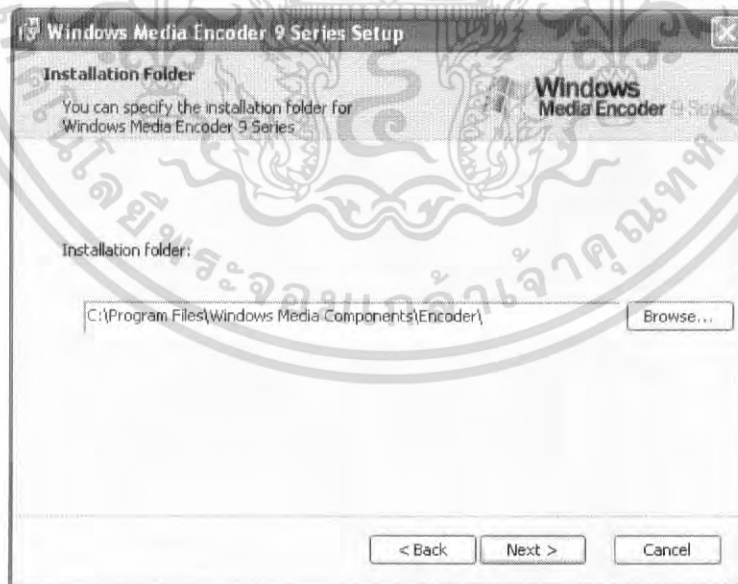 Windows Media Encoder 9 Series Setup
Installation Folder
You can specify the installation folder for
Windows Media Encoder 9 Series
Windows
Media Encoder 9 Series
Installation folder:
C:\Program Files\Windows Media Components\Encoder\
Browse...
< Back
Next >
Cancel